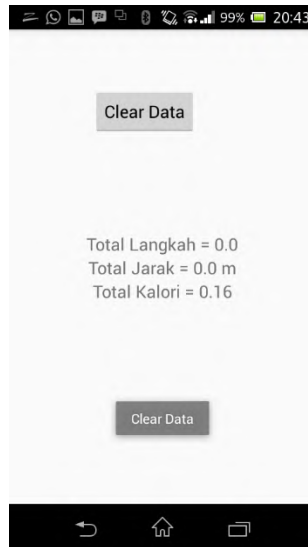 99% 20:43
Clear Data
Total Langkah = 0.0
Total Jarak = 0.0 m
Total Kalori = 0.16
Clear Data